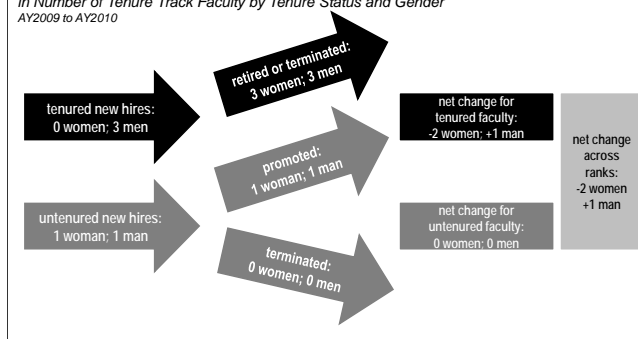 in Number of Tenure Track Faculty by Tenure Status and Gender
AY2009 to AY2010
retired or terminated:
3 women; 3 men
tenured new hires:
0 women; 3 men
net change for
tenured faculty:
-2 women; +1 man
net change
across
ranks:
-2 women
+1 man
promoted:
1 woman; 1 man
untenured new hires:
1 woman; 1 man
net change for
untenured faculty:
0 women; 0 men
terminated:
0 women; 0 men